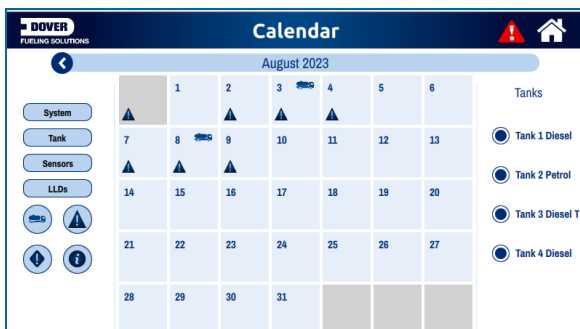 DOVER
FUELING SOLUTIONS
Calendar
August 2023
System
Tank
Sensors
LLDs
1 2 3 4 5 6
7 8 9 10 11 12 13
14 15 16 17 18 19 20
21 22 23 24 25 26 27
28 29 30 31
Tanks
Tank 1 Diesel
Tank 2 Petrol
Tank 3 Diesel T
Tank 4 Diesel